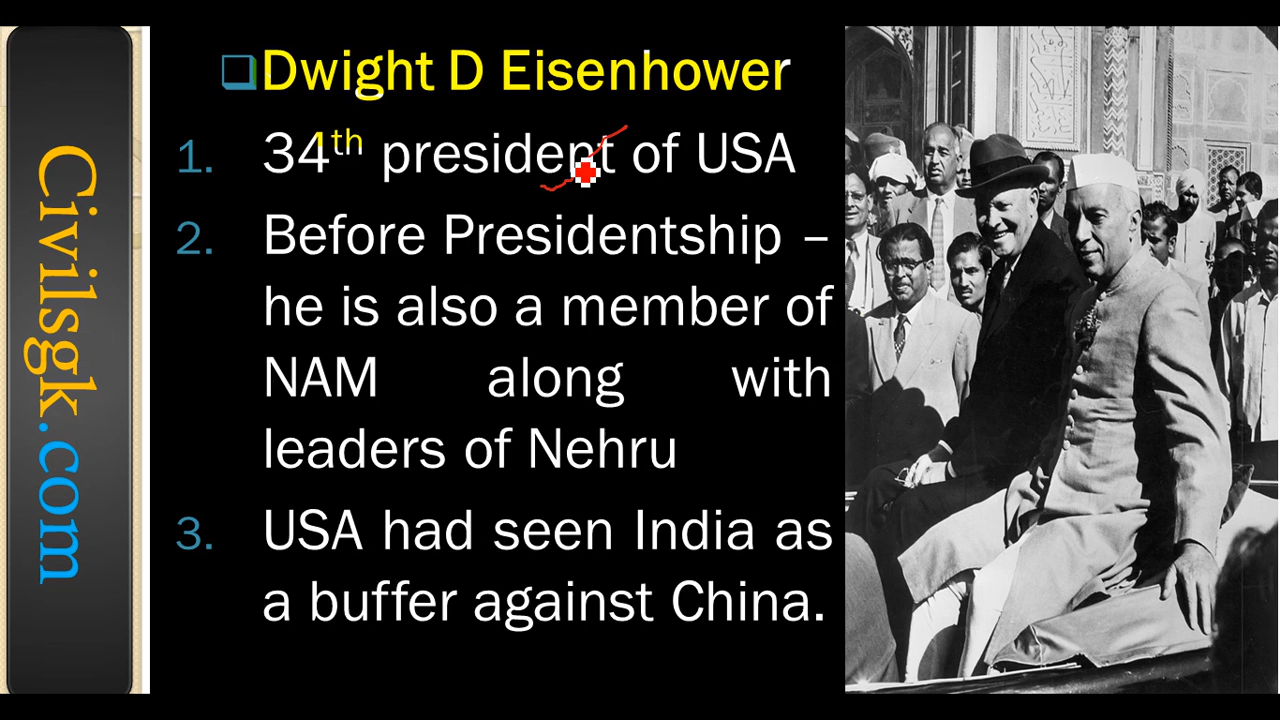 Civilsgk.com
❑Dwight D Eisenhower
1. 34th president of USA
2. Before Presidentship –
he is also a member of
NAM along with
leaders of Nehru
3. USA had seen India as
a buffer against China.